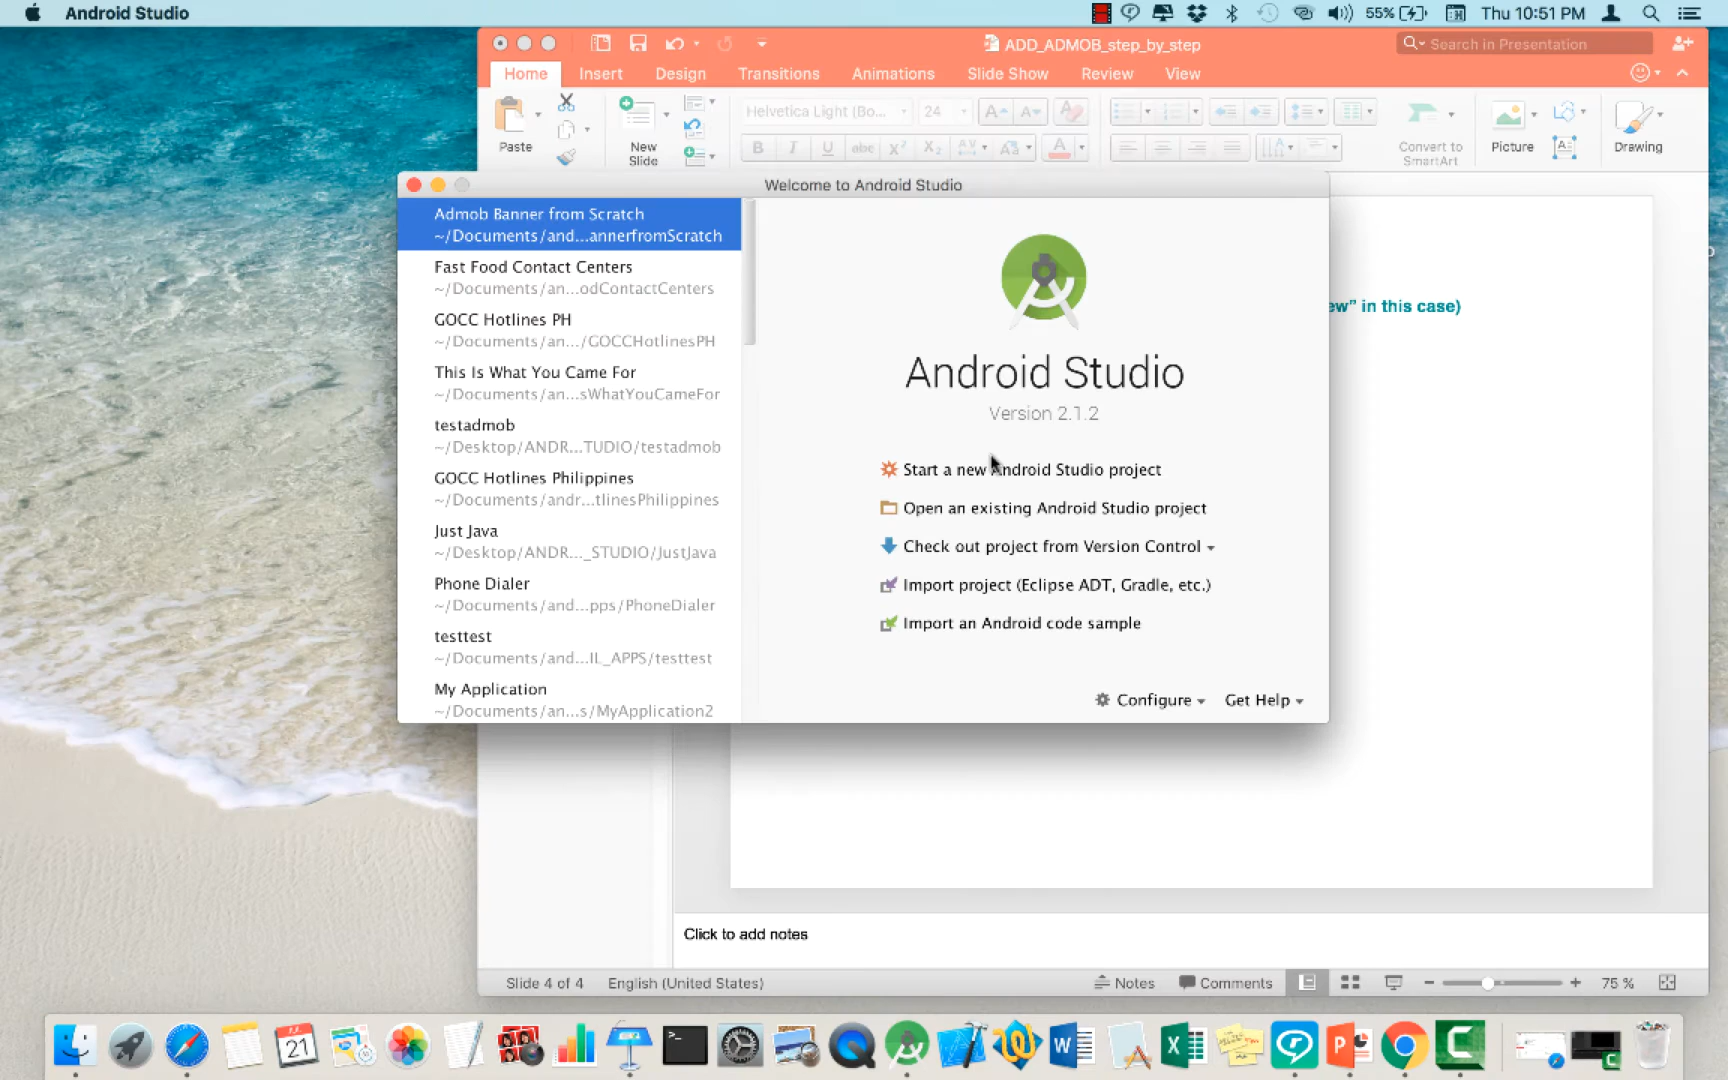 Android Studio
55%
Thu 10:51 PM
ADD_ADMOB_step_by_step
Search in Presentation
Home Insert Design Transitions Animations Slide Show Review View
Helvetica Light (Bo... 24
Paste
New
Slide
Convert to
SmartArt
Picture
Drawing
Welcome to Android Studio
Admob Banner from Scratch
~/Documents/and...annerfromScratch
Fast Food Contact Centers
~/Documents/an...odContactCenters
GOCC Hotlines PH
~/Documents/an.../GOCCHotlinesPH
This Is What You Came For
~/Documents/an...sWhatYouCameFor
testadmob
~/Desktop/ANDR...TUDIO/testadmob
GOCC Hotlines Philippines
~/Documents/andr...tlinesPhilippines
Just Java
~/Desktop/ANDR..._STUDIO/JustJava
Phone Dialer
~/Documents/and...pps/PhoneDialer
testtest
~/Documents/and...IL_APPS/testtest
My Application
~/Documents/an...s/MyApplication2
Android Studio
Version 2.1.2
Start a new Android Studio project
Open an existing Android Studio project
Check out project from Version Control
Import project (Eclipse ADT, Gradle, etc.)
Import an Android code sample
Configure Get Help
ew” in this case)
Click to add notes
Slide 4 of 4 English (United States) Notes Comments 75 %
21